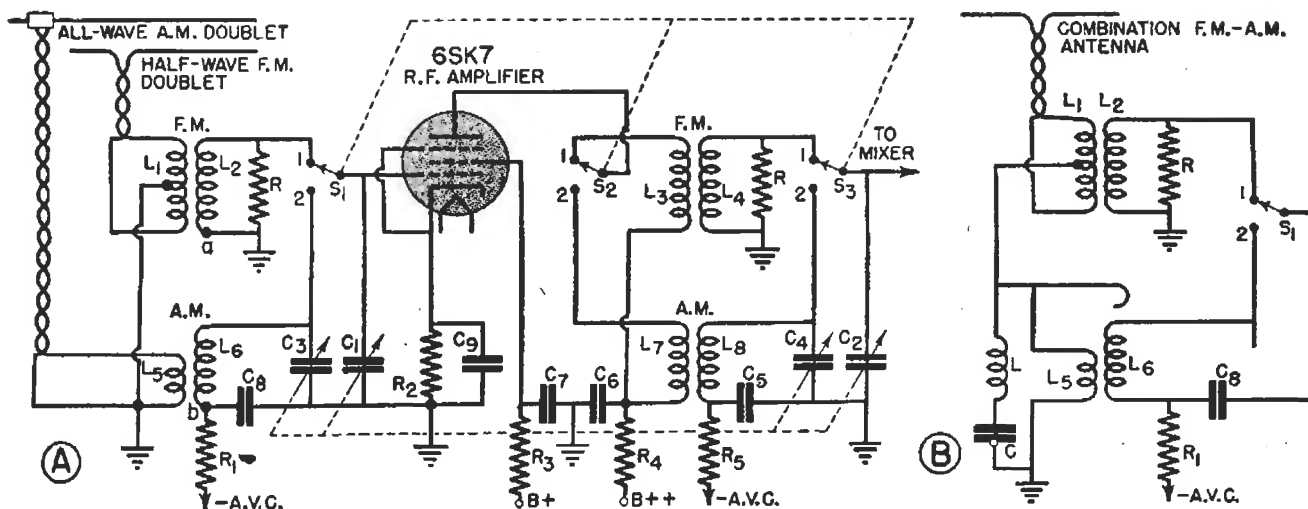 ALL-WAVE A.M. DOUBLET
HALF-WAVE F.M.
DOUBLET
6SK7
R.F. AMPLIFIER
F.M.
L1
L2
R
a
1
2
S1
A.M.
L5
L6
C8
b
R1
-A.V.C.
C3
C1
R2
C9
1
2
S2
F.M.
L3
L4
R
1
2
S3
TO
MIXER
A.M.
L7
L8
C7
C6
C5
C4
C2
R3
B+
R4
B++
R5
-A.V.C.
A
COMBINATION F.M.-A.M.
ANTENNA
L1
L2
R
1
2
S1
L
C
L5
L6
C8
R1
-A.V.C.
B